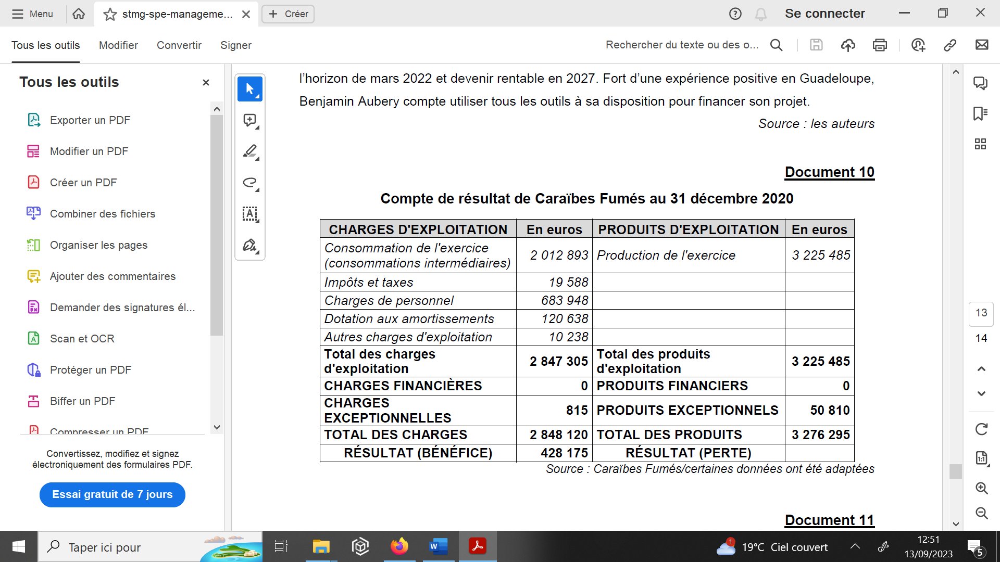 Menu
stmg-spe-manageme...
Créer
Se connecter
Tous les outils
Modifier
Convertir
Signer
Rechercher du texte ou des o...
Tous les outils
Exporter un PDF
Modifier un PDF
Créer un PDF
Combiner des fichiers
Organiser les pages
Ajouter des commentaires
Demander des signatures él...
Scan et OCR
Protéger un PDF
Biffer un PDF
Compresser un PDF
Convertissez, modifiez et signez
électroniquement des formulaires PDF.
Essai gratuit de 7 jours
l'horizon de mars 2022 et devenir rentable en 2027. Fort d'une expérience positive en Guadeloupe,
Benjamin Aubery compte utiliser tous les outils à sa disposition pour financer son projet.
Source : les auteurs
Document 10
Compte de résultat de Caraïbes Fumés au 31 décembre 2020
CHARGES D'EXPLOITATION En euros PRODUITS D'EXPLOITATION En euros
Consommation de l'exercice
(consommations intermédiaires) 2 012 893 Production de l'exercice 3 225 485
Impôts et taxes 19 588
Charges de personnel 683 948
Dotation aux amortissements 120 638
Autres charges d'exploitation 10 238
Total des charges
d'exploitation 2 847 305 Total des produits
d'exploitation 3 225 485
CHARGES FINANCIÈRES 0 PRODUITS FINANCIERS 0
CHARGES
EXCEPTIONNELLES 815 PRODUITS EXCEPTIONNELS 50 810
TOTAL DES CHARGES 2 848 120 TOTAL DES PRODUITS 3 276 295
RÉSULTAT (BÉNÉFICE) 428 175 RÉSULTAT (PERTE)
Source : Caraïbes Fumés/certaines données ont été adaptées
Document 11
13
14
1:1
Taper ici pour
W
1
19°C Ciel couvert
12:51
13/09/2023
5